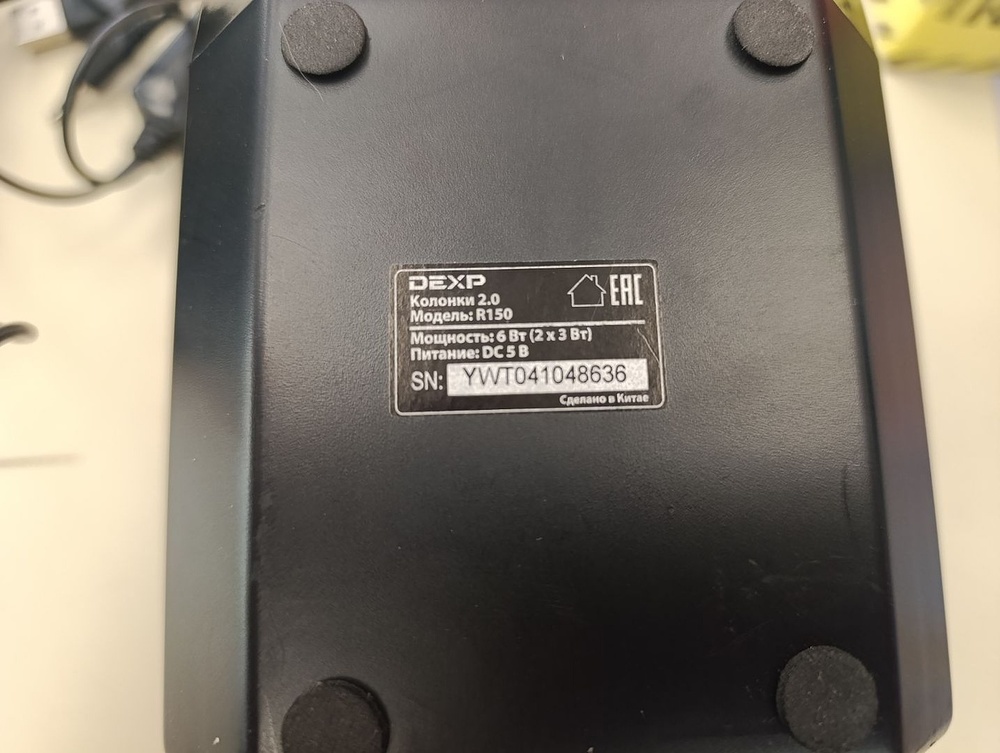 DEXP
Колонки 2.0
Модель: R150
EAC
Мощность: 6 Вт (2 x 3 Вт)
Питание: DC 5 В
SN: YWT041048636
Сделано в Китае